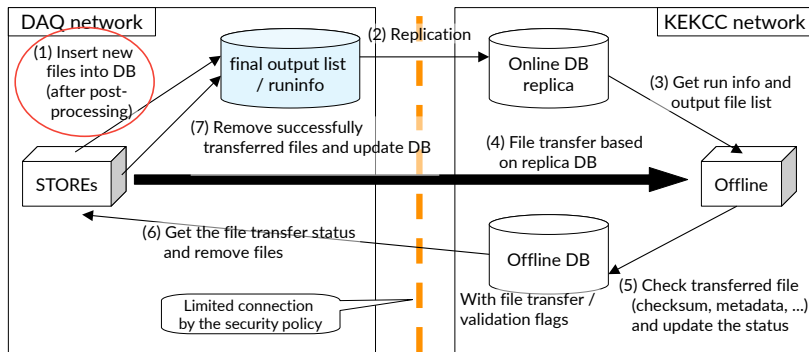 DAQ network
KEKCC network
(1) Insert new
files into DB
(after post-
processing)
final output list
/ runinfo
(2) Replication
Online DB
replica
(3) Get run info and
output file list
(7) Remove successfully
transferred files and update DB
(4) File transfer based
on replica DB
STOREs
Offline
(6) Get the file transfer status
and remove files
Offline DB
With file transfer /
validation flags
(5) Check transferred file
(checksum, metadata, ...)
and update the status
Limited connection
by the security policy